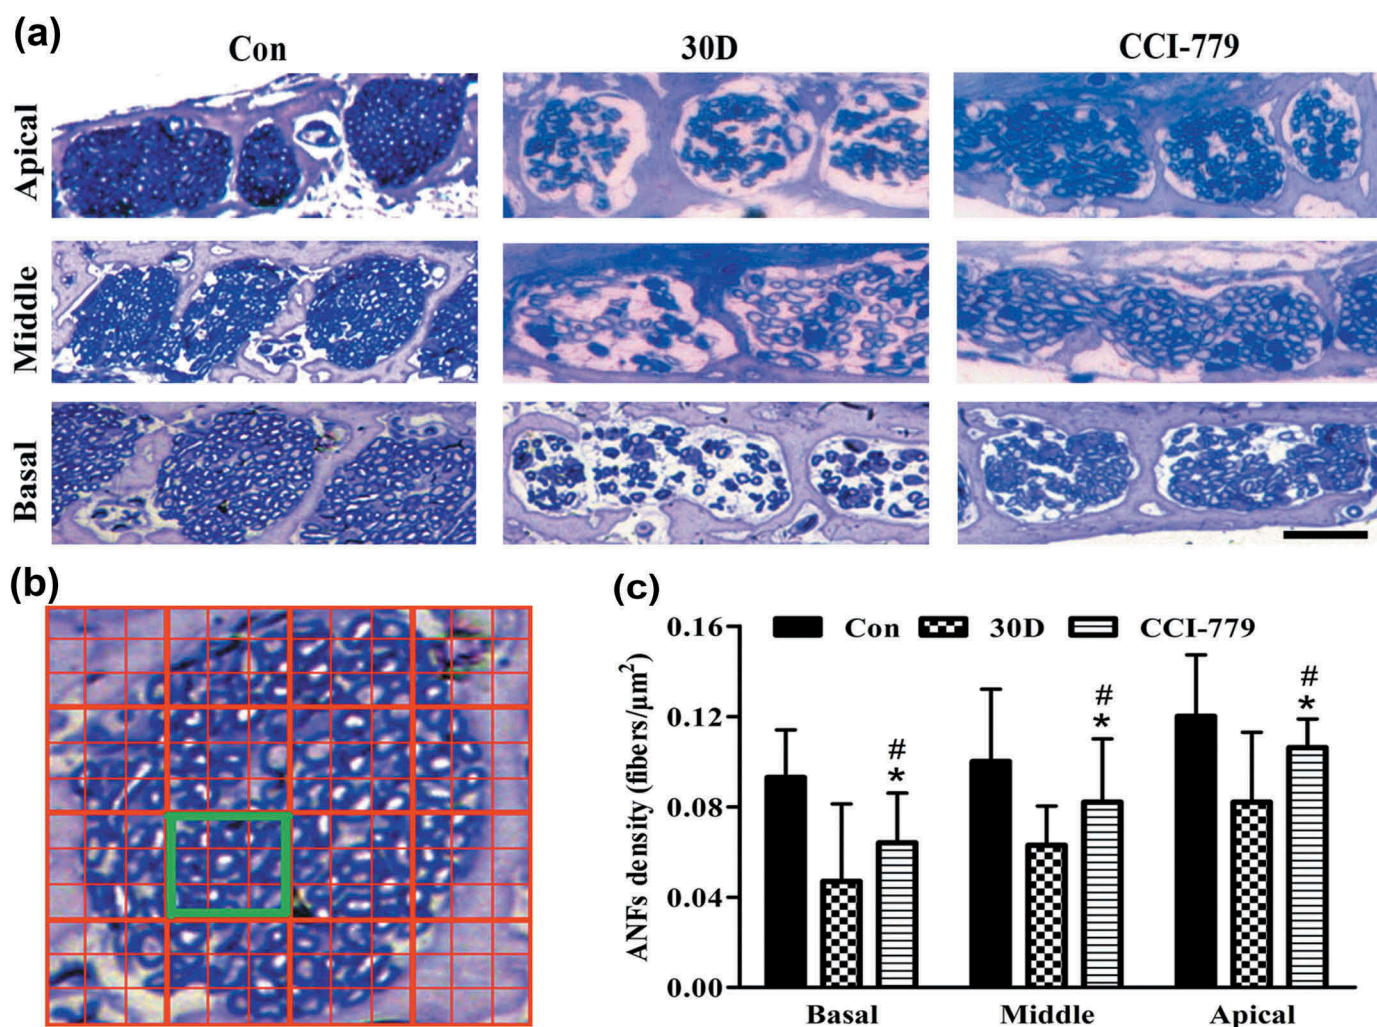 (a)
Con 30D CCI-779
Apical
Middle
Basal
(b)
(c)
ANFs density (fibers/μm²)
0.16
0.12
0.08
0.04
0.00
Con 30D CCI-779
# 
*
#
*
#
*
Basal Middle Apical